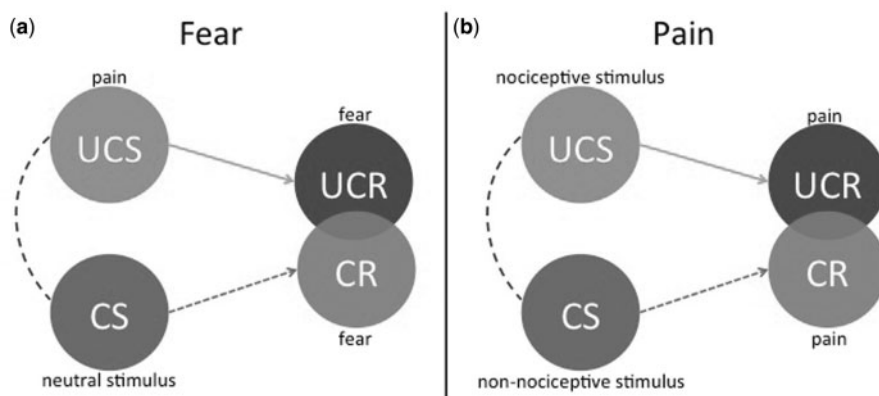 (a)
Fear
pain
UCS
fear
UCR
CR
fear
CS
neutral stimulus
(b)
Pain
nociceptive stimulus
UCS
pain
UCR
CR
pain
CS
non-nociceptive stimulus